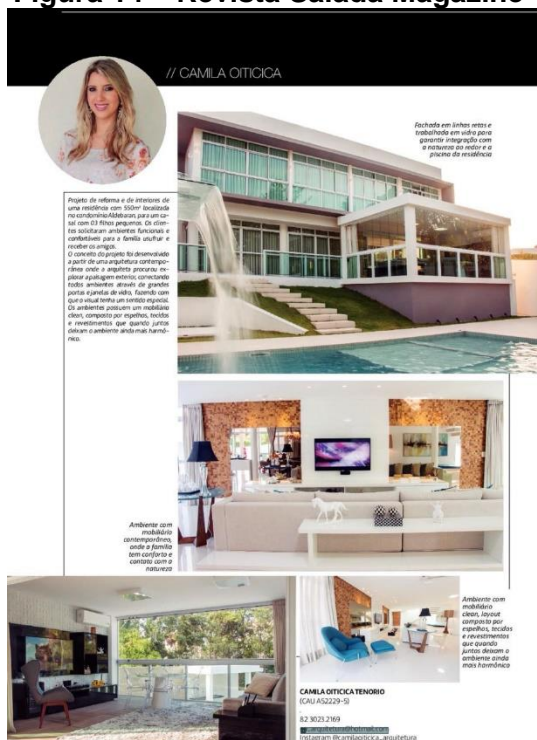 Figura 14 – Revista Salada Magazine
// CAMILA OITICICA
Fachada em linhas retas e
trabalhada em vidro para
garantir integração com
a natureza ao redor e a
piscina da residência
Projeto de reforma e de interiores de
uma residência com 550m² localizada
no condomínio Aldebaran, para um ca-
sal com 03 filhos pequenos. Os clien-
tes solicitaram ambientes funcionais e
confortáveis para a família usufruir e
receber os amigos.
O conceito do projeto foi desenvolvido
a partir de uma arquitetura contempo-
rânea onde a arquiteta procurou ex-
plorar a paisagem exterior, conectando
todos ambientes através de grandes
portas e janelas de vidro, fazendo com
que o visual tenha um sentido especial.
Os ambientes possuem um mobiliário
clean, composto por espelhos, tecidos
e revestimentos que quando juntos
deixam o ambiente ainda mais harmô-
nico.
Ambiente com
mobiliário
contemporâneo,
onde a família
tem conforto e
contato com a
natureza
Ambiente com
mobiliário
clean, layout
composto por
espelhos, tecidos
e revestimentos
que quando
juntos deixam o
ambiente ainda
mais harmônico
CAMILA OITICICA TENORIO
(CAU A52229-5)
82 3023.2169
Instagram @camilaoiticica_arquitetura